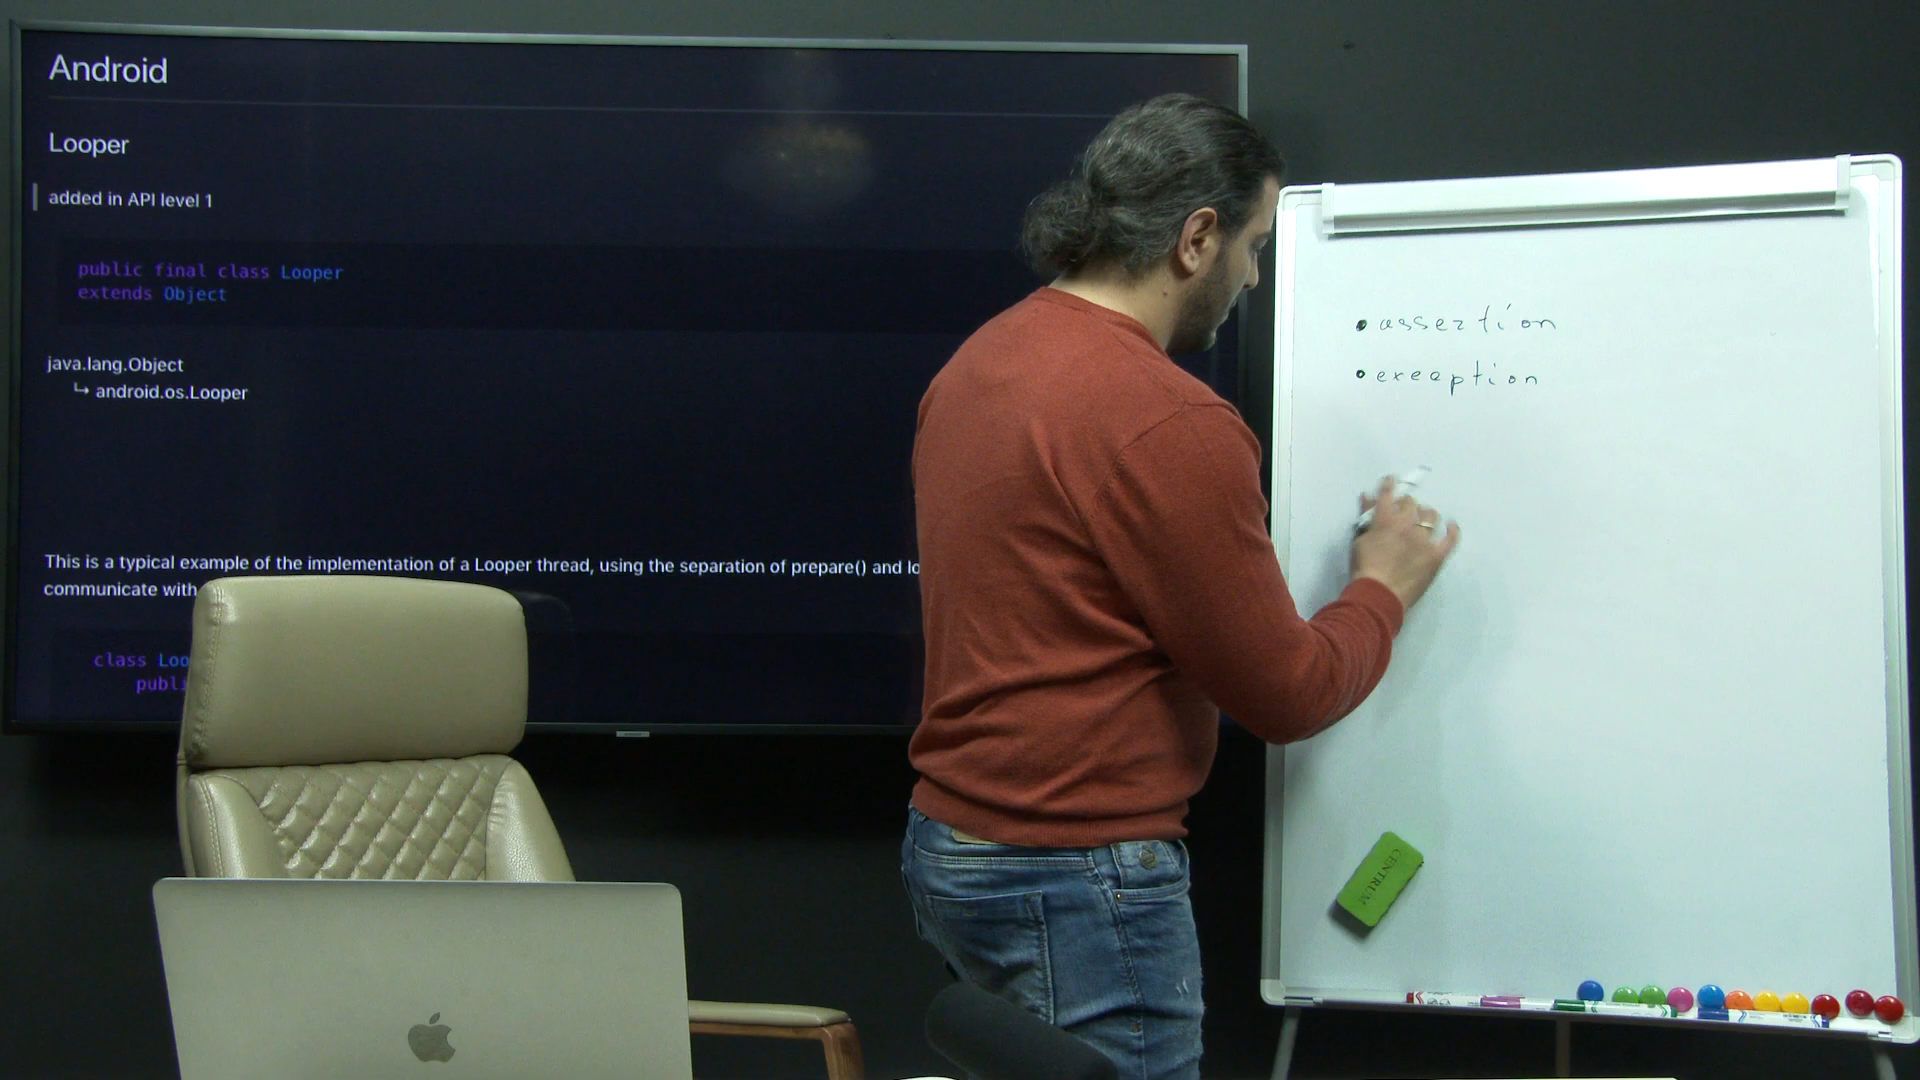 Android
Looper
added in API level 1
public final class Looper
extends Object
java.lang.Object
↳ android.os.Looper
This is a typical example of the implementation of a Looper thread, using the separation of prepare() and lo
communicate with
class Loo
publi
• assertion
• exeeption
CENTRUM